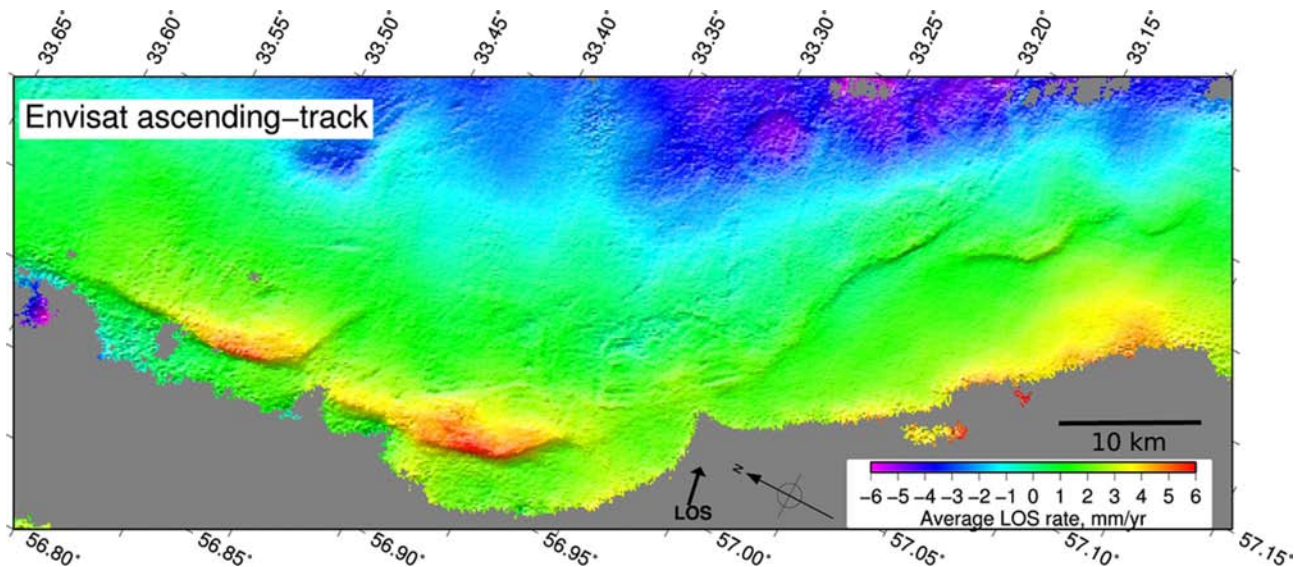 33.65° 33.60 33.55° 33.50° 33.45° 33.40° 33.35° 33.30° 33.25° 33.20° 33.15°
Envisat ascending–track
10 km
N
LOS
−6 −5 −4 −3 −2 −1 0 1 2 3 4 5 6
Average LOS rate, mm/yr
56.80° 56.85° 56.90° 56.95° 57.00° 57.05° 57.10° 57.15°